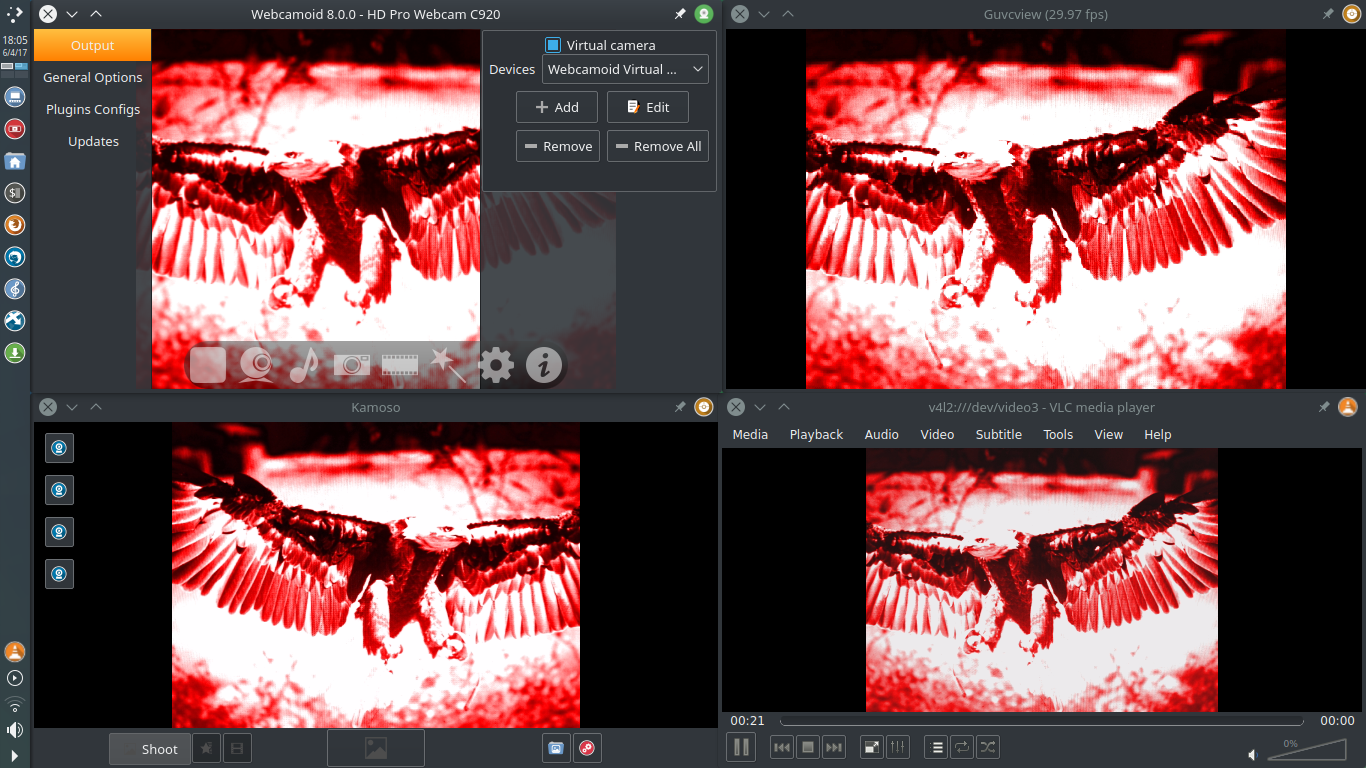 Webcamoid 8.0.0 - HD Pro Webcam C920
Guvcview (29.97 fps)
18:05
6/4/17
Output
General Options
Plugins Configs
Updates
Virtual camera
Devices
Webcamoid Virtual ...
Add
Edit
Remove
Remove All
Kamoso
Shoot
v4l2:///dev/video3 - VLC media player
Media Playback Audio Video Subtitle Tools View Help
00:21
00:00
0%